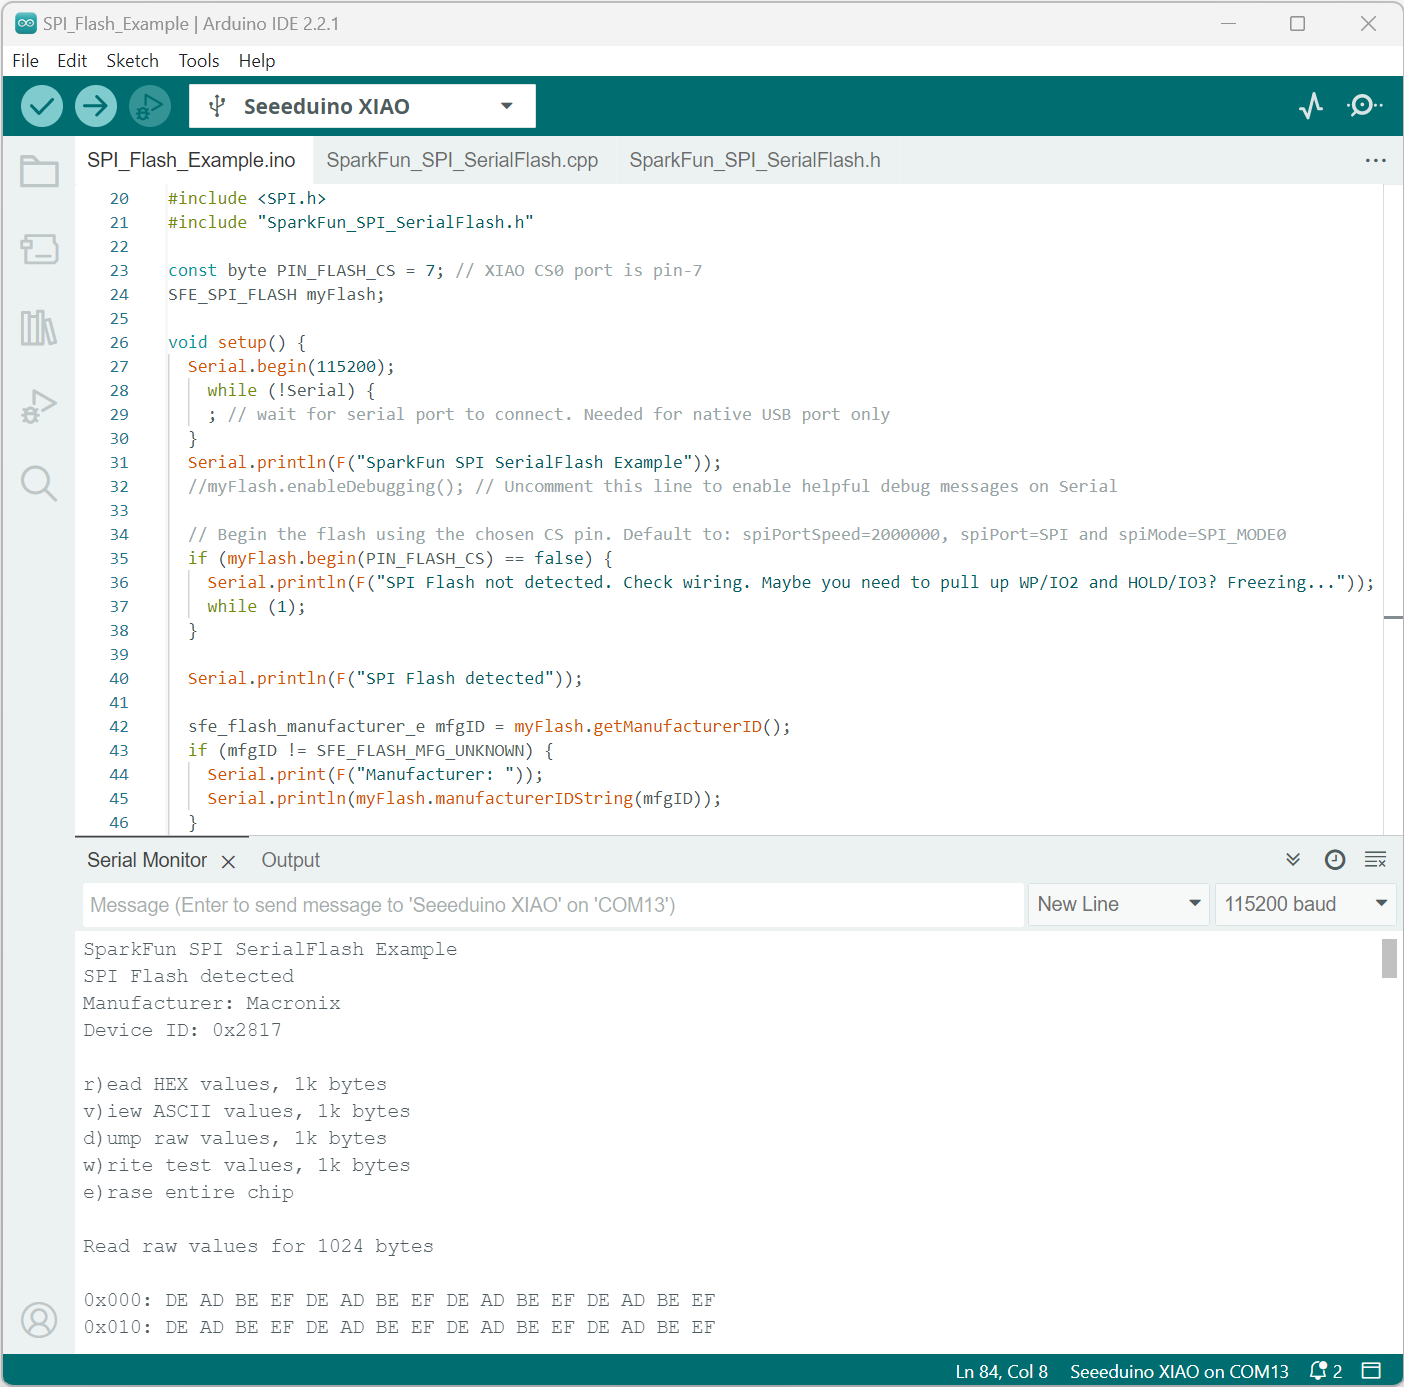 SPI_Flash_Example | Arduino IDE 2.2.1
File Edit Sketch Tools Help
Seeeduino XIAO
SPI_Flash_Example.ino SparkFun_SPI_SerialFlash.cpp SparkFun_SPI_SerialFlash.h ...
20 #include <SPI.h>
21 #include "SparkFun_SPI_SerialFlash.h"
22
23 const byte PIN_FLASH_CS = 7; // XIAO CS0 port is pin-7
24 SFE_SPI_FLASH myFlash;
25
26 void setup() {
27 Serial.begin(115200);
28 while (!Serial) {
29 ; // wait for serial port to connect. Needed for native USB port only
30 }
31 Serial.println(F("SparkFun SPI SerialFlash Example"));
32 //myFlash.enableDebugging(); // Uncomment this line to enable helpful debug messages on Serial
33
34 // Begin the flash using the chosen CS pin. Default to: spiPortSpeed=2000000, spiPort=SPI and spiMode=SPI_MODE0
35 if (myFlash.begin(PIN_FLASH_CS) == false) {
36 Serial.println(F("SPI Flash not detected. Check wiring. Maybe you need to pull up WP/IO2 and HOLD/IO3? Freezing..."));
37 while (1);
38 }
39
40 Serial.println(F("SPI Flash detected"));
41
42 sfe_flash_manufacturer_e mfgID = myFlash.getManufacturerID();
43 if (mfgID != SFE_FLASH_MFG_UNKNOWN) {
44 Serial.print(F("Manufacturer: "));
45 Serial.println(myFlash.manufacturerIDString(mfgID));
46 }
Serial Monitor Output
Message (Enter to send message to 'Seeeduino XIAO' on 'COM13') New Line 115200 baud
SparkFun SPI SerialFlash Example
SPI Flash detected
Manufacturer: Macronix
Device ID: 0x2817
r)ead HEX values, 1k bytes
v)iew ASCII values, 1k bytes
d)ump raw values, 1k bytes
w)rite test values, 1k bytes
e)rase entire chip
Read raw values for 1024 bytes
0x000: DE AD BE EF DE AD BE EF DE AD BE EF DE AD BE EF
0x010: DE AD BE EF DE AD BE EF DE AD BE EF DE AD BE EF
Ln 84, Col 8 Seeeduino XIAO on COM13 2